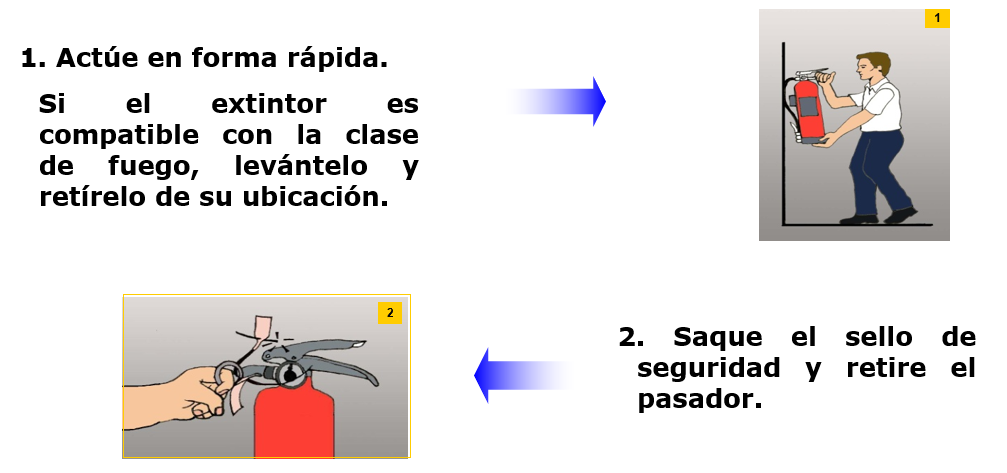 1. Actúe en forma rápida.
Si el extintor es
compatible con la clase
de fuego, levántelo y
retírelo de su ubicación.
1
2
2. Saque el sello de
seguridad y retire el
pasador.